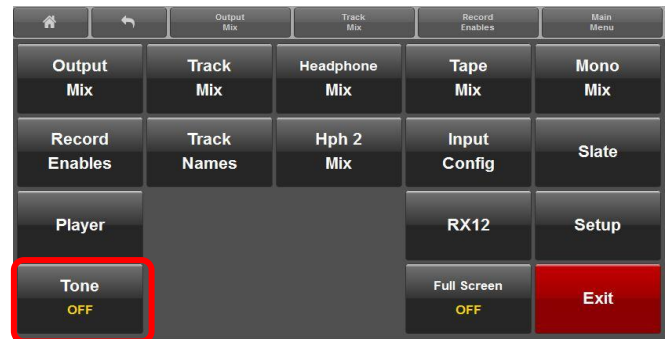 Output
Mix
Track
Mix
Record
Enables
Main
Menu
Output
Mix
Track
Mix
Headphone
Mix
Tape
Mix
Mono
Mix
Record
Enables
Track
Names
Hph 2
Mix
Input
Config
Slate
Player
RX12
Setup
Tone
OFF
Full Screen
OFF
Exit